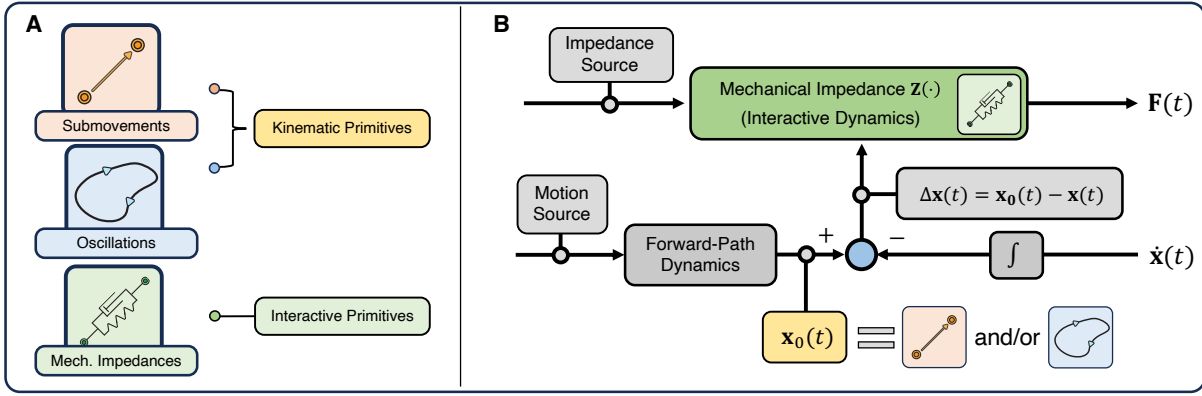 A
Submovements
Oscillations
Mech. Impedances
Kinematic Primitives
Interactive Primitives
B
Impedance
Source
Mechanical Impedance Z(·)
(Interactive Dynamics)
F(t)
Motion
Source
Forward-Path
Dynamics
+
−
Δx(t) = x₀(t) − x(t)
∫
ẋ(t)
x₀(t)
=
and/or